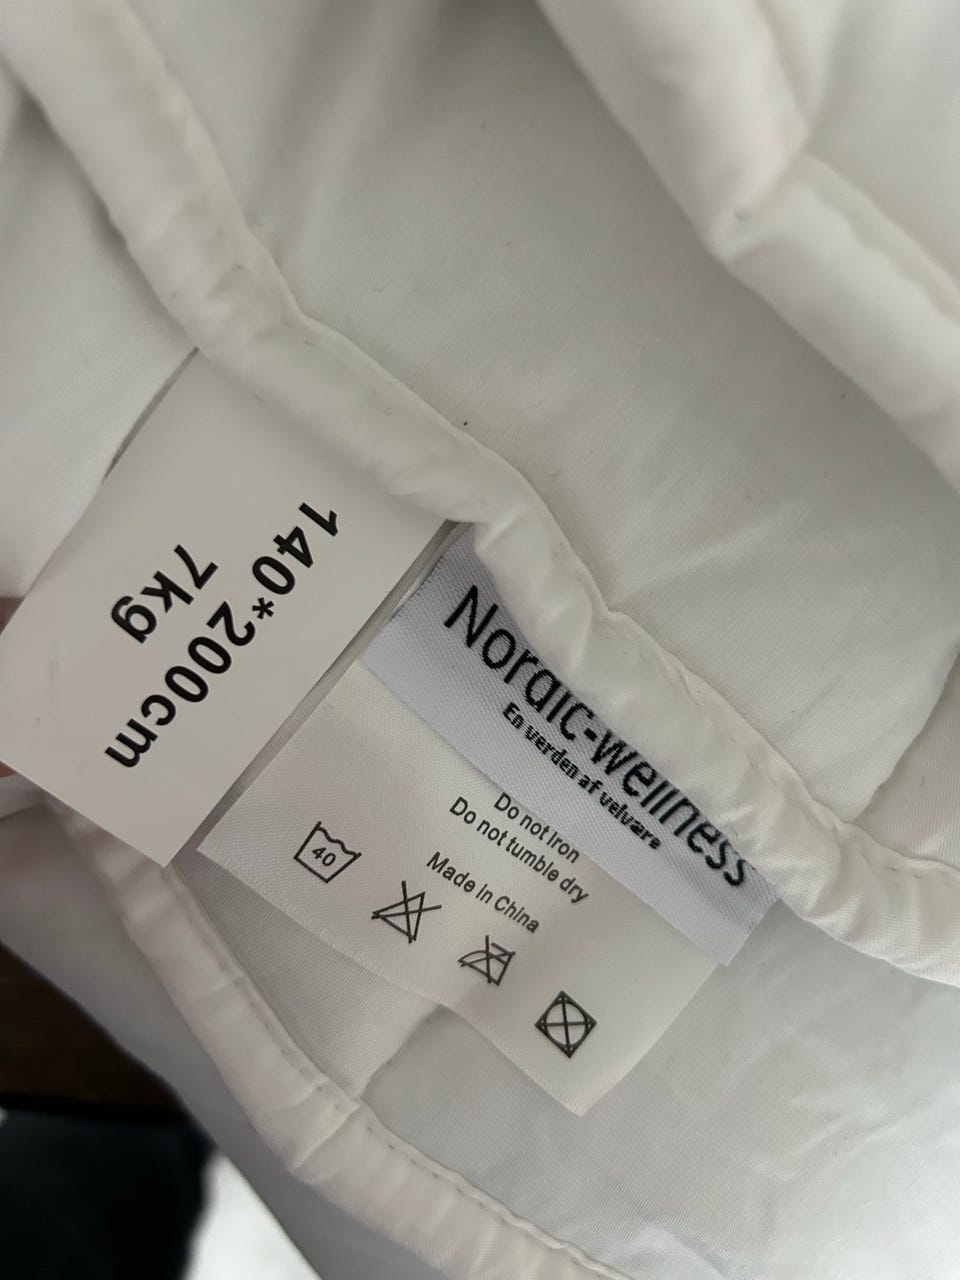 140*200cm
7kg
Nordic-wellness
En verden af velvære
Do not Iron
Do not tumble dry
Made in China
40